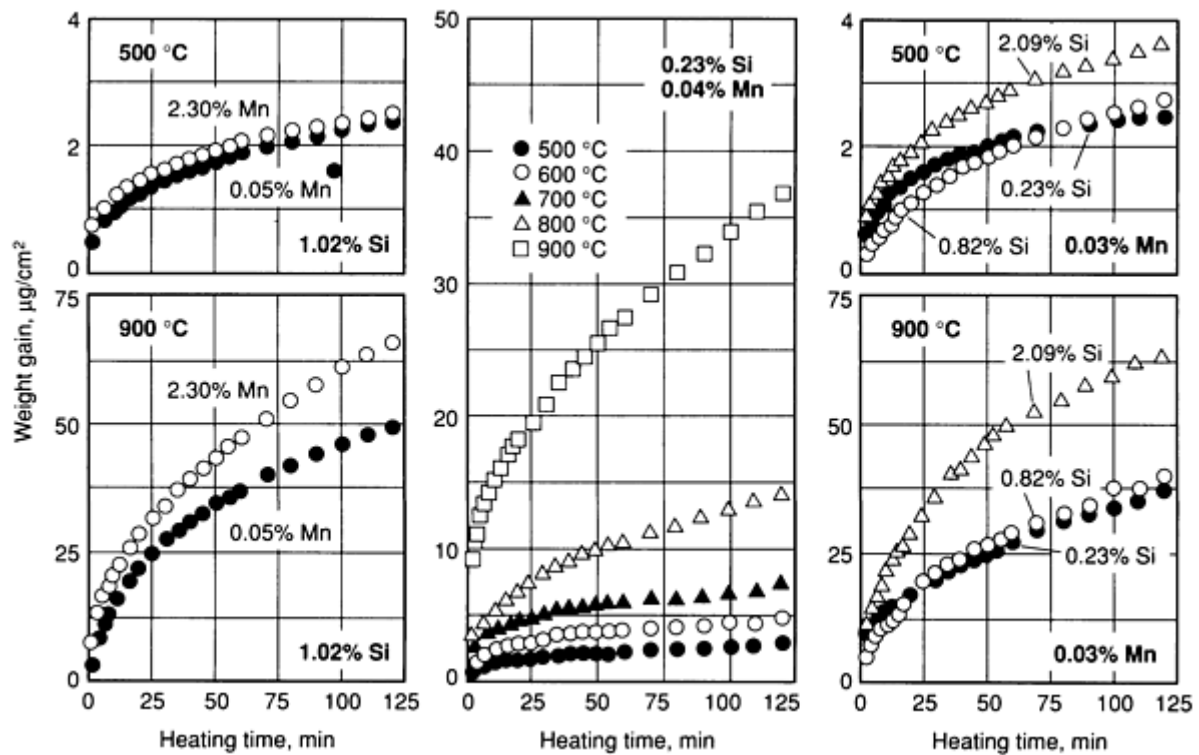 Weight gain, µg/cm²
4
2
0
500 °C
2.30% Mn
0.05% Mn
1.02% Si
75
50
25
0
900 °C
2.30% Mn
0.05% Mn
1.02% Si
0 25 50 75 100 125
Heating time, min
50
40
30
20
10
0
0.23% Si
0.04% Mn
500 °C
600 °C
700 °C
800 °C
900 °C
0 25 50 75 100 125
Heating time, min
4
2
0
500 °C
2.09% Si
0.23% Si
0.82% Si
0.03% Mn
75
50
25
0
900 °C
2.09% Si
0.82% Si
0.23% Si
0.03% Mn
0 25 50 75 100 125
Heating time, min